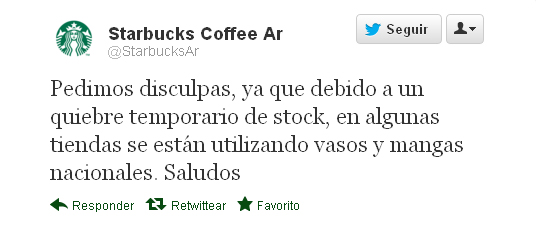 Starbucks Coffee Ar
@StarbucksAr
Seguir
Pedimos disculpas, ya que debido a un
quiebre temporario de stock, en algunas
tiendas se están utilizando vasos y mangas
nacionales. Saludos
Responder Retwittear Favorito